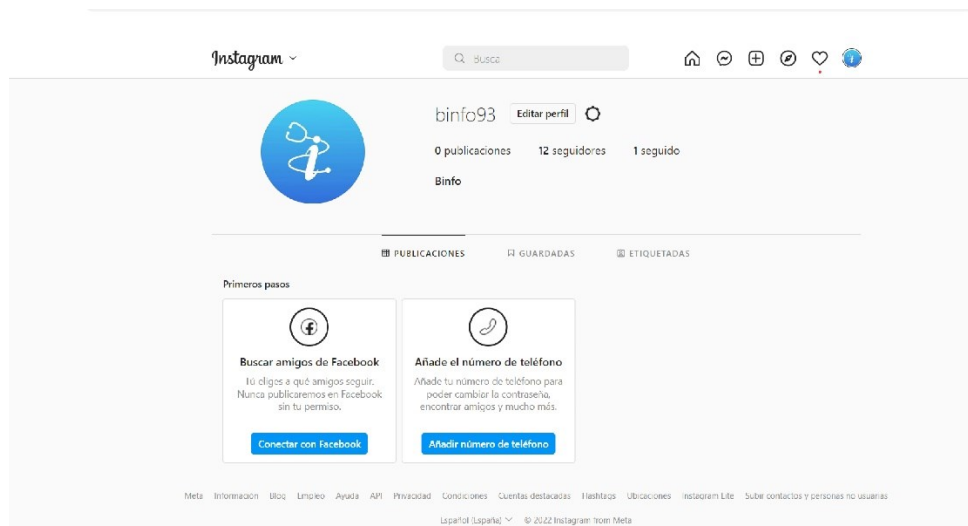 Instagram
Busca
binfo93 Editar perfil
0 publicaciones 12 seguidores 1 seguido
Binfo
PUBLICACIONES GUARDADAS ETIQUETADAS
Primeros pasos
Buscar amigos de Facebook
Tú eliges a qué amigos seguir.
Nunca publicaremos en Facebook
sin tu permiso.
Conectar con Facebook
Añade el número de teléfono
Añade tu número de teléfono para
poder cambiar la contraseña,
encontrar amigos y mucho más.
Añadir número de teléfono
Meta Información Blog Empleo Ayuda API Privacidad Condiciones Cuentas destacadas Hashtags Ubicaciones Instagram Lite Subir contactos y personas no usuarias
Español (España) © 2022 Instagram from Meta